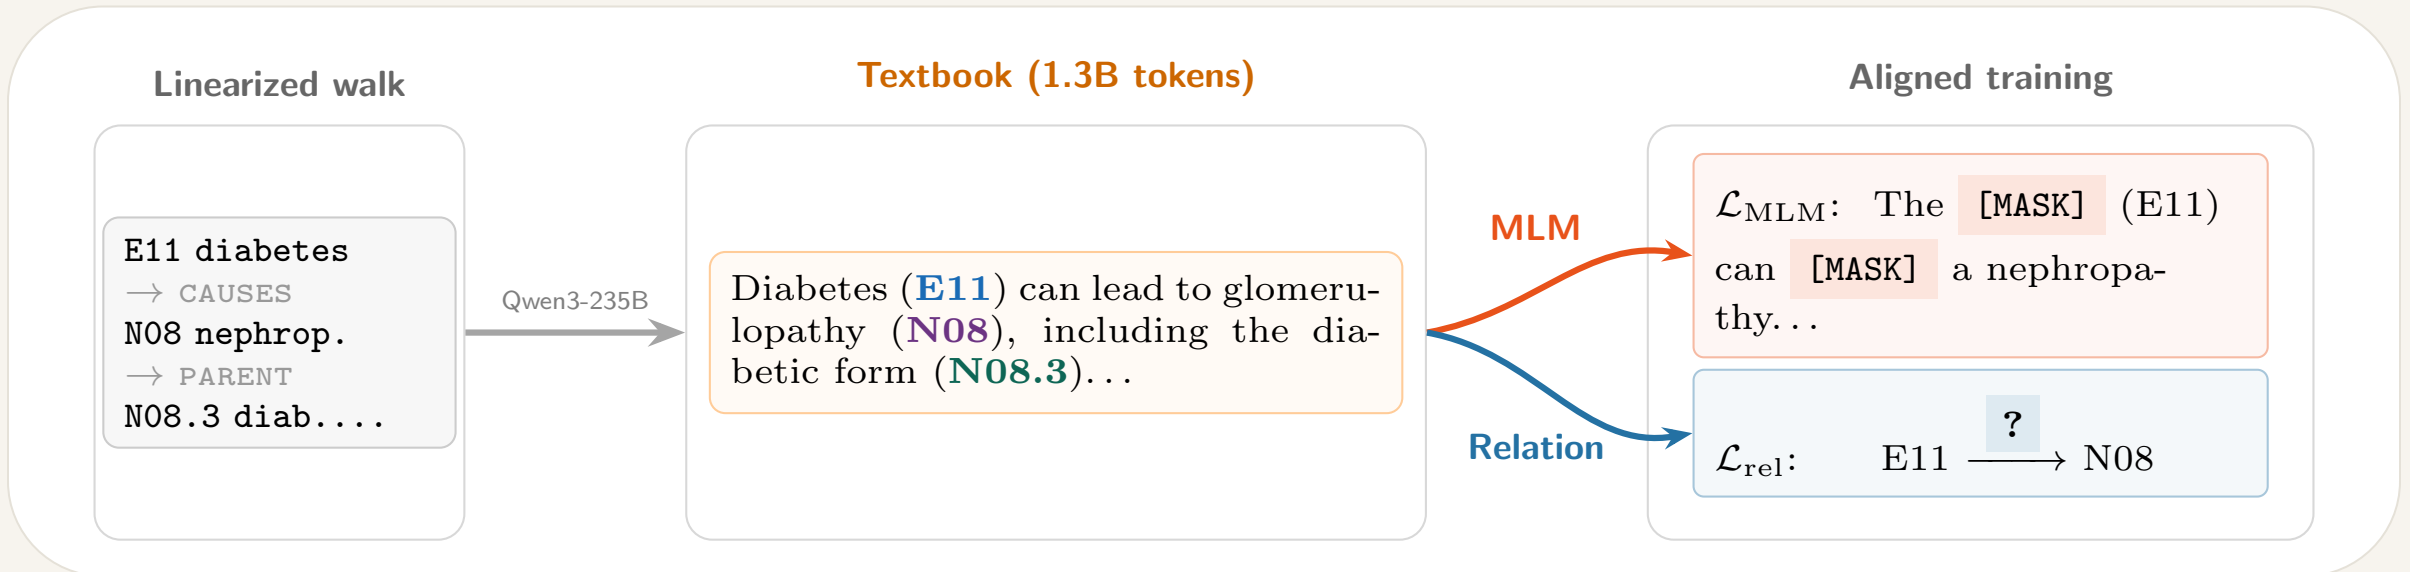 Linearized walk
E11 diabetes
→ CAUSES
N08 nephrop.
→ PARENT
N08.3 diab....
Qwen3-235B
Textbook (1.3B tokens)
Diabetes (E11) can lead to glomeru-
lopathy (N08), including the dia-
betic form (N08.3)...
MLM
Relation
Aligned training
ℒMLM: The [MASK] (E11)
can [MASK] a nephropa-
thy...
?
ℒrel: E11 ⟶ N08